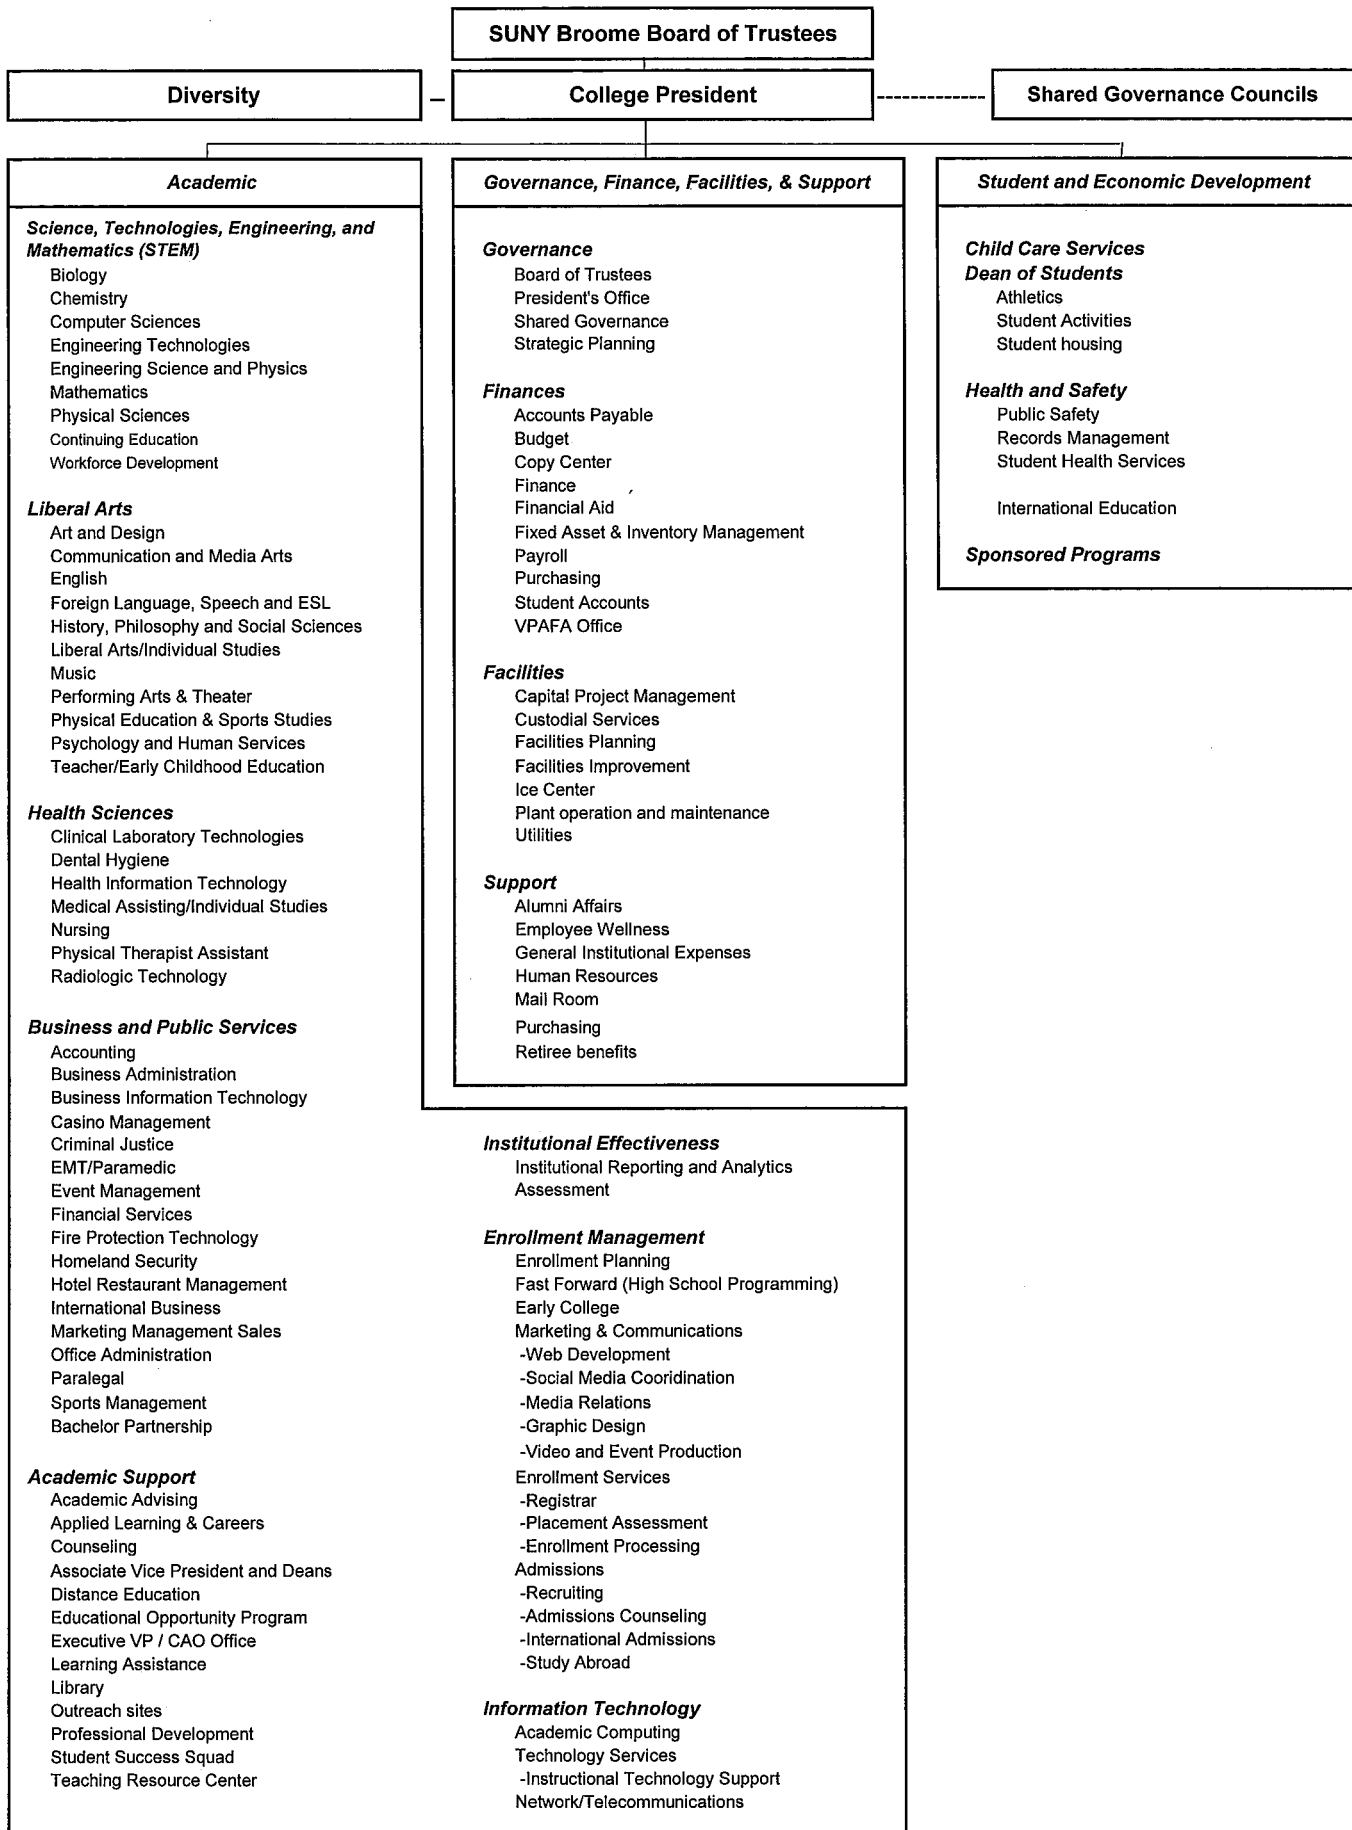 SUNY Broome Board of Trustees
Diversity
College President
Shared Governance Councils
Academic
Science, Technologies, Engineering, and
Mathematics (STEM)
Biology
Chemistry
Computer Sciences
Engineering Technologies
Engineering Science and Physics
Mathematics
Physical Sciences
Continuing Education
Workforce Development
Liberal Arts
Art and Design
Communication and Media Arts
English
Foreign Language, Speech and ESL
History, Philosophy and Social Sciences
Liberal Arts/Individual Studies
Music
Performing Arts & Theater
Physical Education & Sports Studies
Psychology and Human Services
Teacher/Early Childhood Education
Health Sciences
Clinical Laboratory Technologies
Dental Hygiene
Health Information Technology
Medical Assisting/Individual Studies
Nursing
Physical Therapist Assistant
Radiologic Technology
Business and Public Services
Accounting
Business Administration
Business Information Technology
Casino Management
Criminal Justice
EMT/Paramedic
Event Management
Financial Services
Fire Protection Technology
Homeland Security
Hotel Restaurant Management
International Business
Marketing Management Sales
Office Administration
Paralegal
Sports Management
Bachelor Partnership
Academic Support
Academic Advising
Applied Learning & Careers
Counseling
Associate Vice President and Deans
Distance Education
Educational Opportunity Program
Executive VP / CAO Office
Learning Assistance
Library
Outreach sites
Professional Development
Student Success Squad
Teaching Resource Center
Governance, Finance, Facilities, & Support
Governance
Board of Trustees
President's Office
Shared Governance
Strategic Planning
Finances
Accounts Payable
Budget
Copy Center
Finance
Financial Aid
Fixed Asset & Inventory Management
Payroll
Purchasing
Student Accounts
VPAFA Office
Facilities
Capital Project Management
Custodial Services
Facilities Planning
Facilities Improvement
Ice Center
Plant operation and maintenance
Utilities
Support
Alumni Affairs
Employee Wellness
General Institutional Expenses
Human Resources
Mail Room
Purchasing
Retiree benefits
Institutional Effectiveness
Institutional Reporting and Analytics
Assessment
Enrollment Management
Enrollment Planning
Fast Forward (High School Programming)
Early College
Marketing & Communications
-Web Development
-Social Media Cooridination
-Media Relations
-Graphic Design
-Video and Event Production
Enrollment Services
-Registrar
-Placement Assessment
-Enrollment Processing
Admissions
-Recruiting
-Admissions Counseling
-International Admissions
-Study Abroad
Information Technology
Academic Computing
Technology Services
-Instructional Technology Support
Network/Telecommunications
Student and Economic Development
Child Care Services
Dean of Students
Athletics
Student Activities
Student housing
Health and Safety
Public Safety
Records Management
Student Health Services
International Education
Sponsored Programs